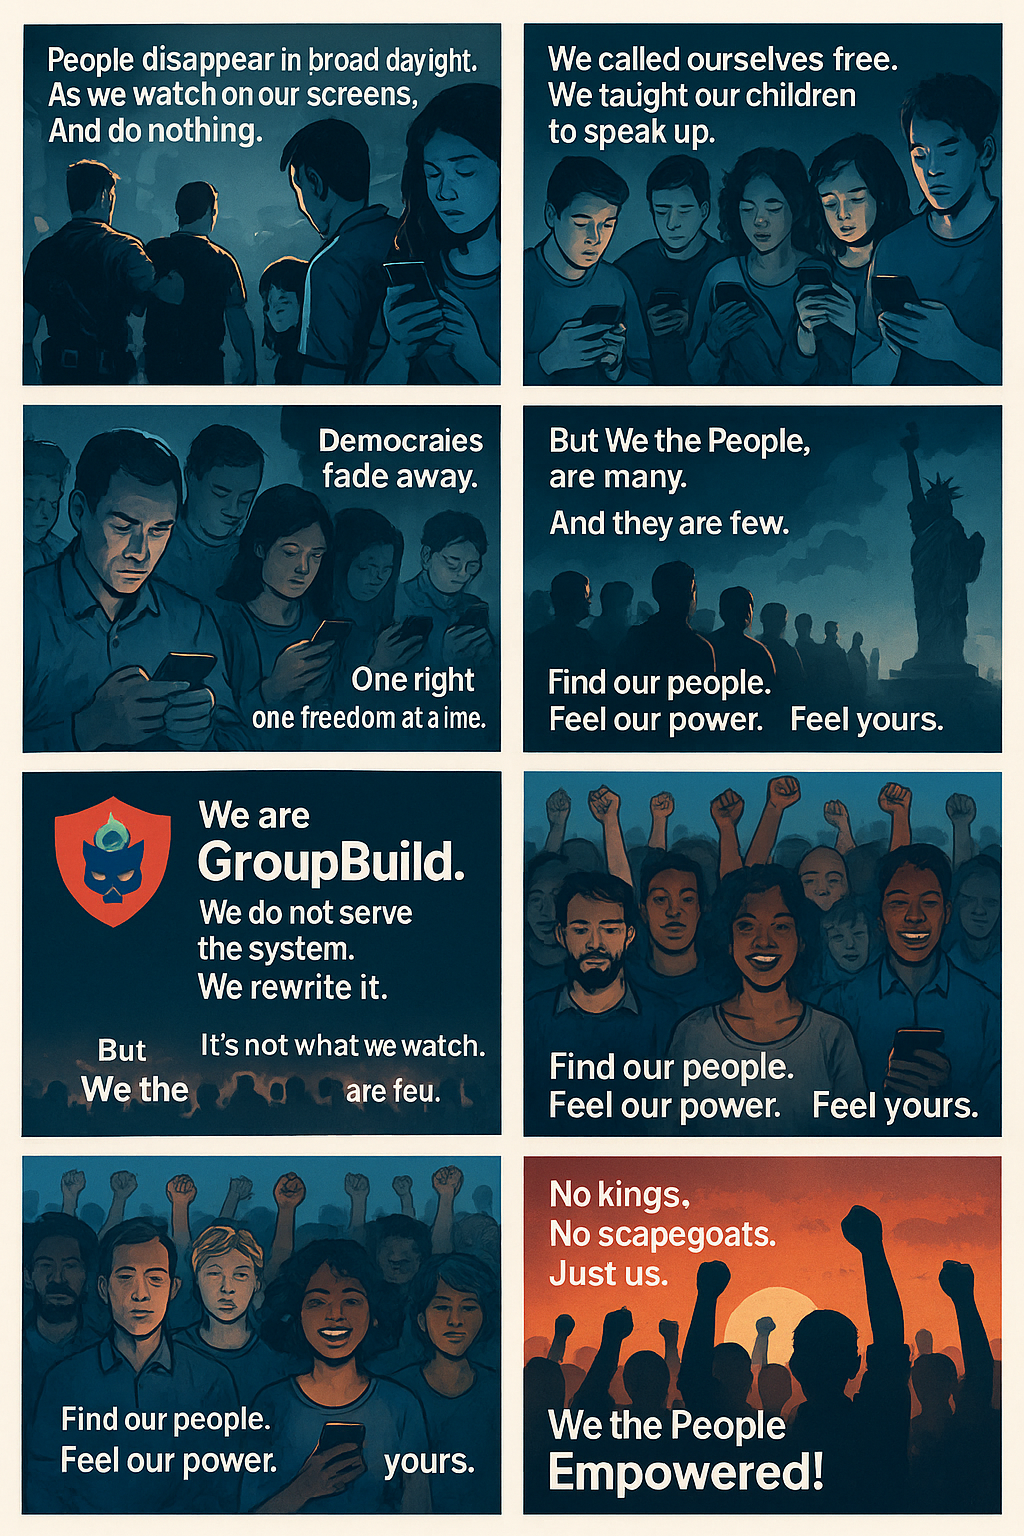 People disappear in broad dayight.
As we watch on our screens,
And do nothing.
We called ourselves free.
We taught our children
to speak up.
Democraies
fade away.
One right
one freedom at a ime.
But We the People,
are many.
And they are few.
Find our people.
Feel our power. Feel yours.
We are
GroupBuild.
We do not serve
the system.
We rewrite it.
But It's not what we watch.
We the are feu.
Find our people.
Feel our power. Feel yours.
Find our people.
Feel our power. yours.
No kings,
No scapegoats.
Just us.
We the People
Empowered!